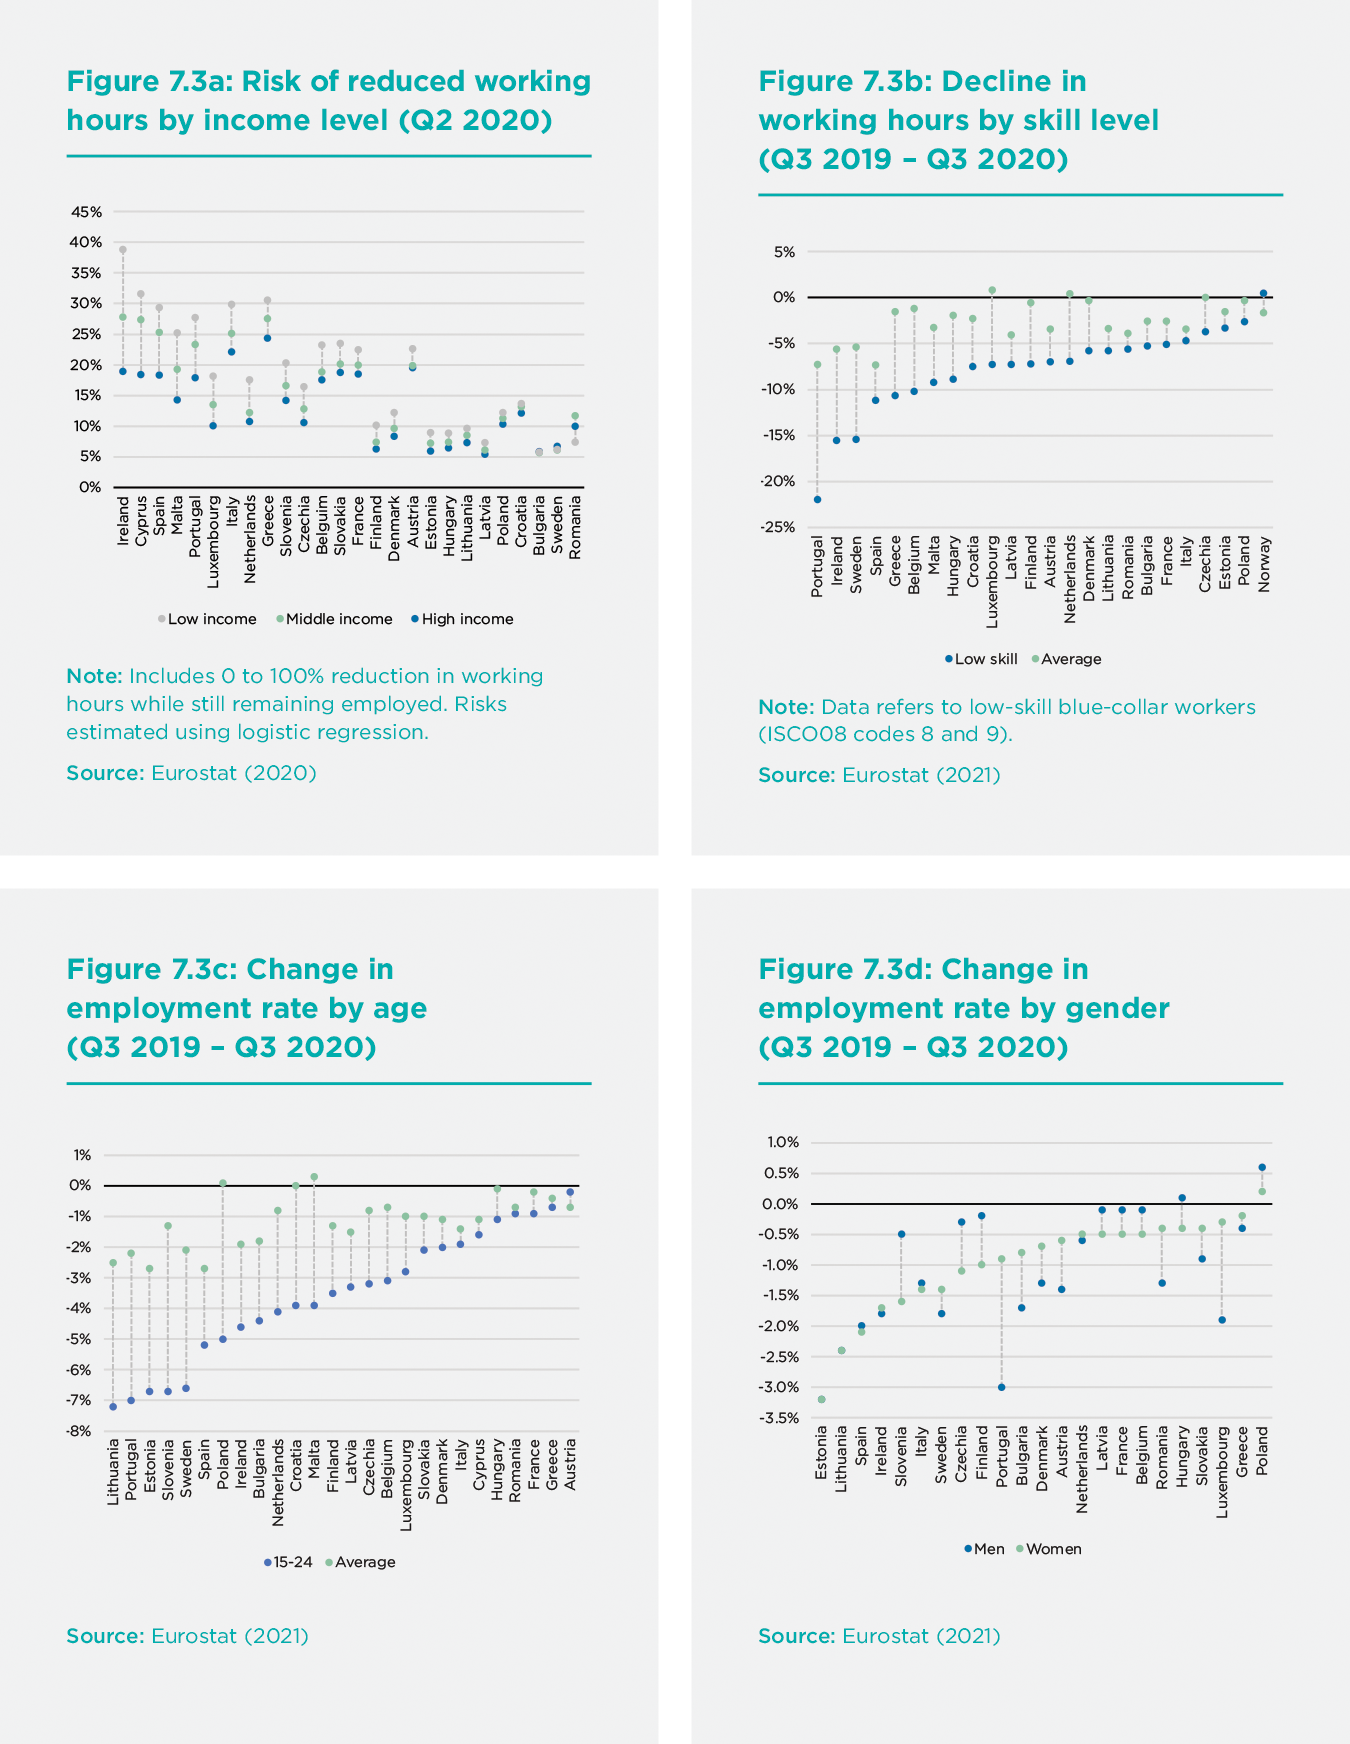 Figure 7.3a: Risk of reduced working
hours by income level (Q2 2020)
45%
40%
35%
30%
25%
20%
15%
10%
5%
0%
Ireland
Cyprus
Spain
Malta
Portugal
Luxembourg
Italy
Netherlands
Greece
Slovenia
Czechia
Belguim
Slovakia
France
Finland
Denmark
Austria
Estonia
Hungary
Lithuania
Latvia
Poland
Croatia
Bulgaria
Sweden
Romania
Low income Middle income High income
Note: Includes 0 to 100% reduction in working
hours while still remaining employed. Risks
estimated using logistic regression.
Source: Eurostat (2020)
Figure 7.3b: Decline in
working hours by skill level
(Q3 2019 – Q3 2020)
5%
0%
-5%
-10%
-15%
-20%
-25%
Portugal
Ireland
Sweden
Spain
Greece
Belgium
Malta
Hungary
Croatia
Luxembourg
Latvia
Finland
Austria
Netherlands
Denmark
Lithuania
Romania
Bulgaria
France
Italy
Czechia
Estonia
Poland
Norway
Low skill Average
Note: Data refers to low-skill blue-collar workers
(ISCO08 codes 8 and 9).
Source: Eurostat (2021)
Figure 7.3c: Change in
employment rate by age
(Q3 2019 – Q3 2020)
1%
0%
-1%
-2%
-3%
-4%
-5%
-6%
-7%
-8%
Lithuania
Portugal
Estonia
Slovenia
Sweden
Spain
Poland
Ireland
Bulgaria
Netherlands
Croatia
Malta
Finland
Latvia
Czechia
Belgium
Luxembourg
Slovakia
Denmark
Italy
Cyprus
Hungary
Romania
France
Greece
Austria
15-24 Average
Source: Eurostat (2021)
Figure 7.3d: Change in
employment rate by gender
(Q3 2019 – Q3 2020)
1.0%
0.5%
0.0%
-0.5%
-1.0%
-1.5%
-2.0%
-2.5%
-3.0%
-3.5%
Estonia
Lithuania
Spain
Ireland
Slovenia
Italy
Sweden
Czechia
Finland
Portugal
Bulgaria
Denmark
Austria
Netherlands
Latvia
France
Belgium
Romania
Hungary
Slovakia
Luxembourg
Greece
Poland
Men Women
Source: Eurostat (2021)